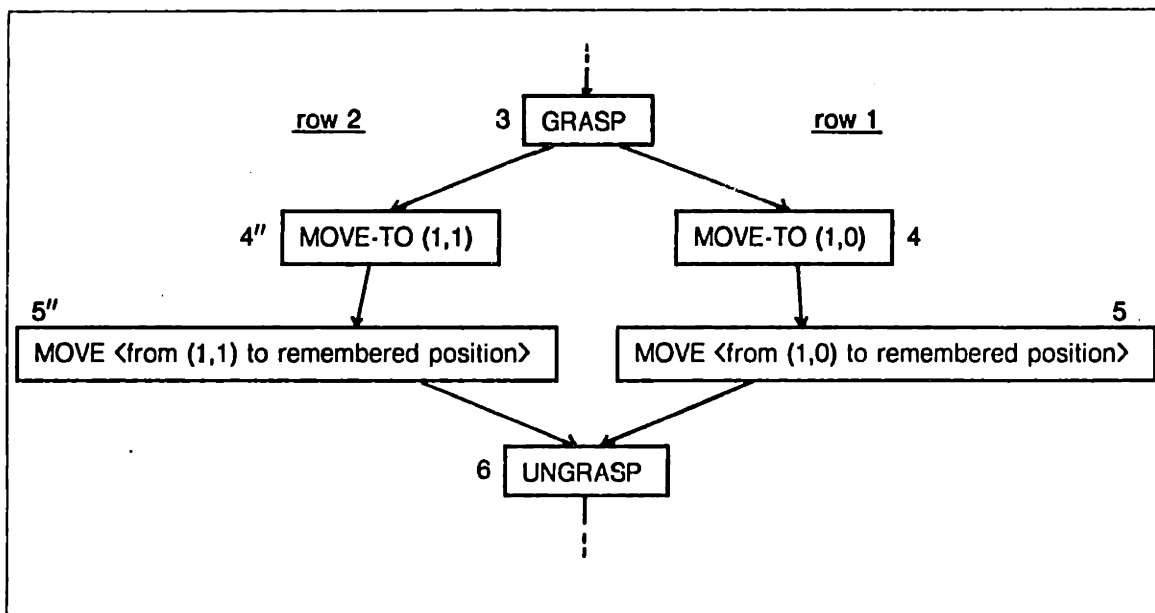 row 2
3
GRASP
row 1
4''
MOVE-TO (1,1)
MOVE-TO (1,0)
4
5''
5
MOVE <from (1,1) to remembered position>
MOVE <from (1,0) to remembered position>
6
UNGRASP